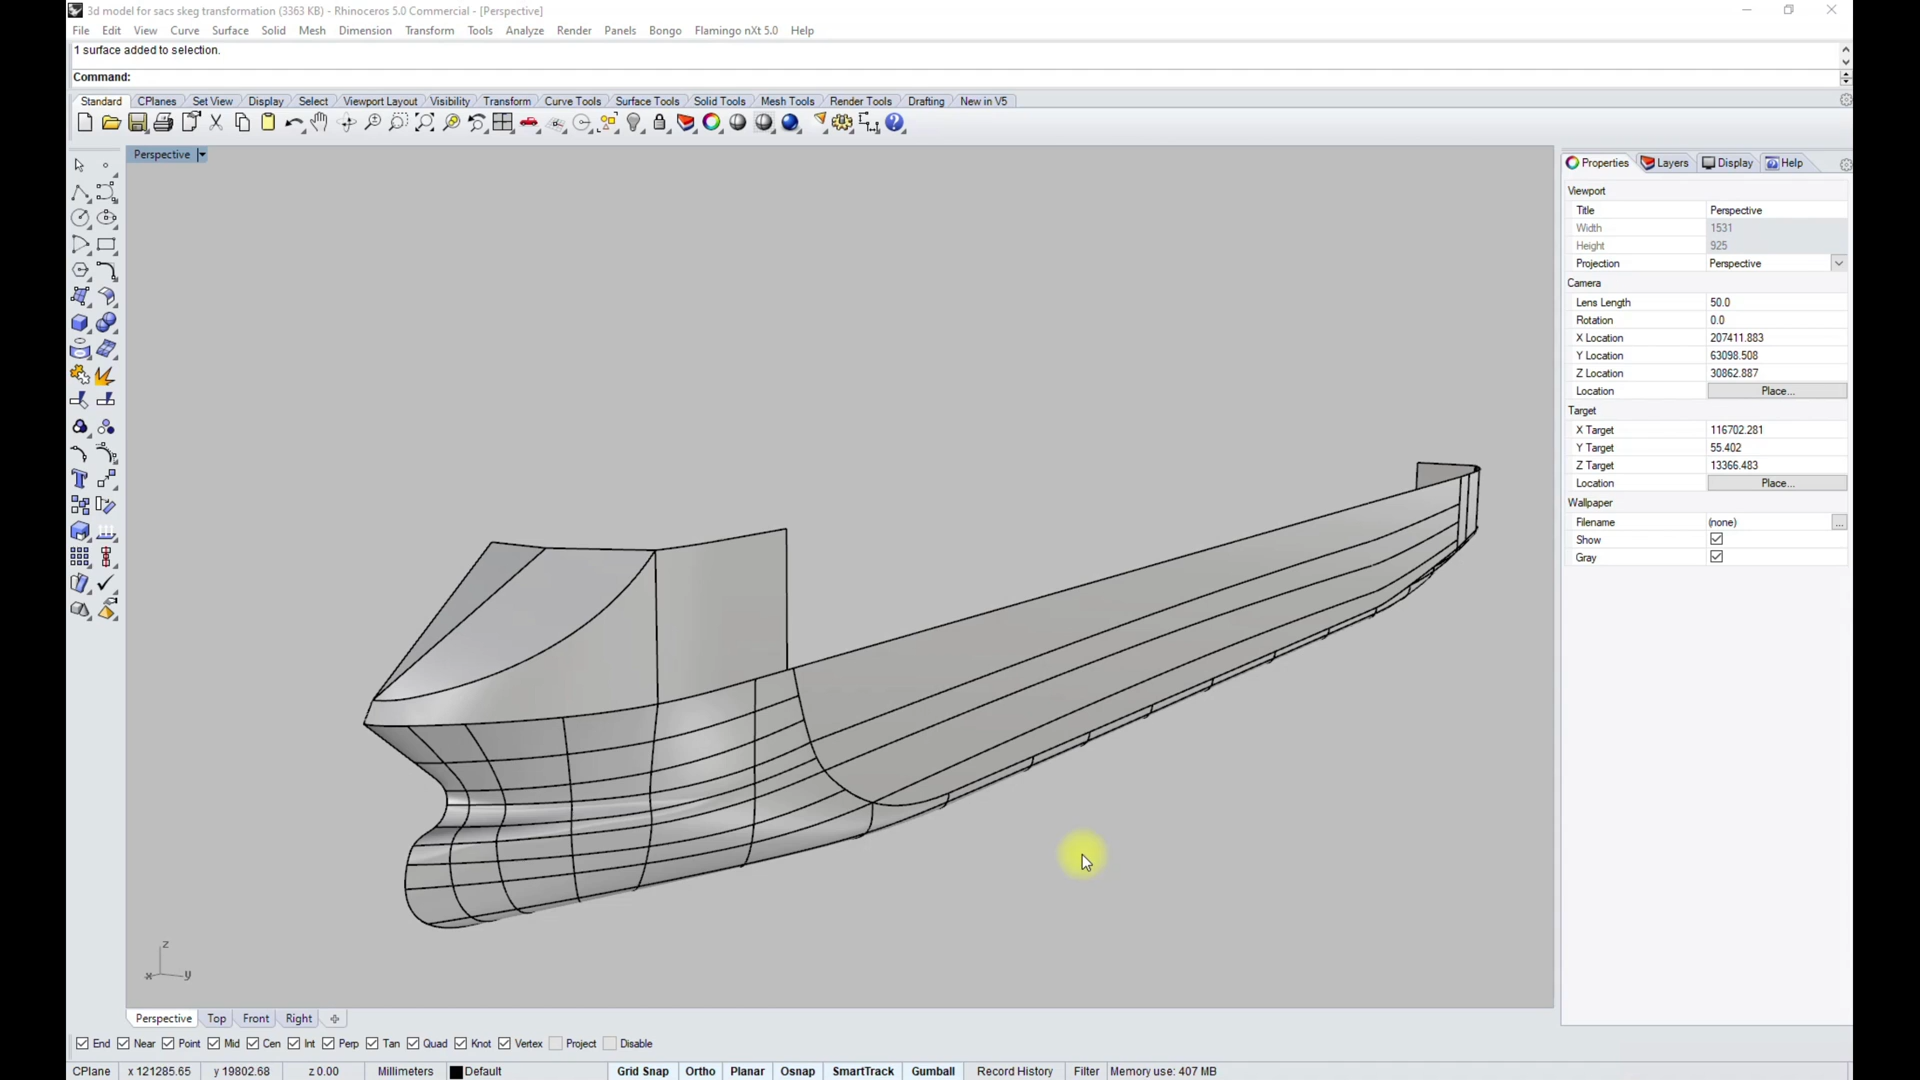 3d model for sacs skeg transformation (3363 KB) - Rhinoceros 5.0 Commercial - [Perspective]
File Edit View Curve Surface Solid Mesh Dimension Transform Tools Analyze Render Panels Bongo Flamingo nXt 5.0 Help
1 surface added to selection.
Command:
Standard CPlanes Set View Display Select Viewport Layout Visibility Transform Curve Tools Surface Tools Solid Tools Mesh Tools Render Tools Drafting New in V5
Perspective
Properties Layers Display Help
Viewport
Title Perspective
Width 1531
Height 925
Projection Perspective
Camera
Lens Length 50.0
Rotation 0.0
X Location 207411.883
Y Location 63098.508
Z Location 30862.887
Location Place...
Target
X Target 116702.281
Y Target 55.402
Z Target 13366.483
Location Place...
Wallpaper
Filename (none) ...
Show
Gray
z
x y
Perspective Top Front Right
End Near Point Mid Cen Int Perp Tan Quad Knot Vertex Project Disable
CPlane x 121285.65 y 19802.68 z 0.00 Millimeters Default Grid Snap Ortho Planar Osnap SmartTrack Gumball Record History Filter Memory use: 407 MB